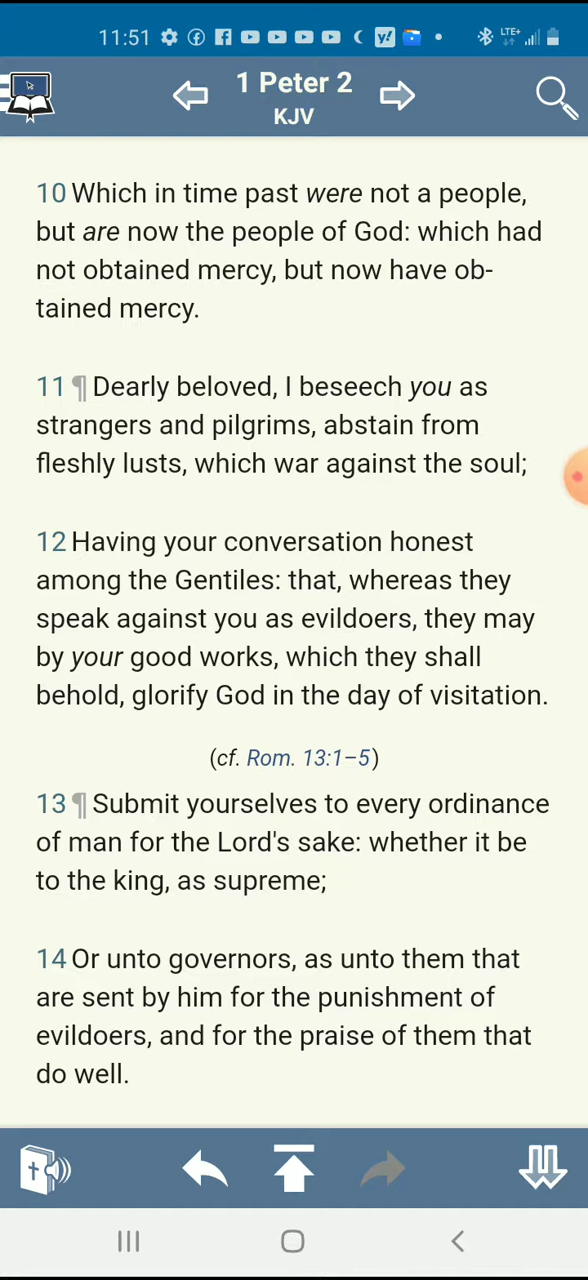 11:51
LTE+
1 Peter 2
KJV
10 Which in time past were not a people,
but are now the people of God: which had
not obtained mercy, but now have ob-
tained mercy.
11 ¶ Dearly beloved, I beseech you as
strangers and pilgrims, abstain from
fleshly lusts, which war against the soul;
12 Having your conversation honest
among the Gentiles: that, whereas they
speak against you as evildoers, they may
by your good works, which they shall
behold, glorify God in the day of visitation.
(cf. Rom. 13:1–5)
13 ¶ Submit yourselves to every ordinance
of man for the Lord's sake: whether it be
to the king, as supreme;
14 Or unto governors, as unto them that
are sent by him for the punishment of
evildoers, and for the praise of them that
do well.